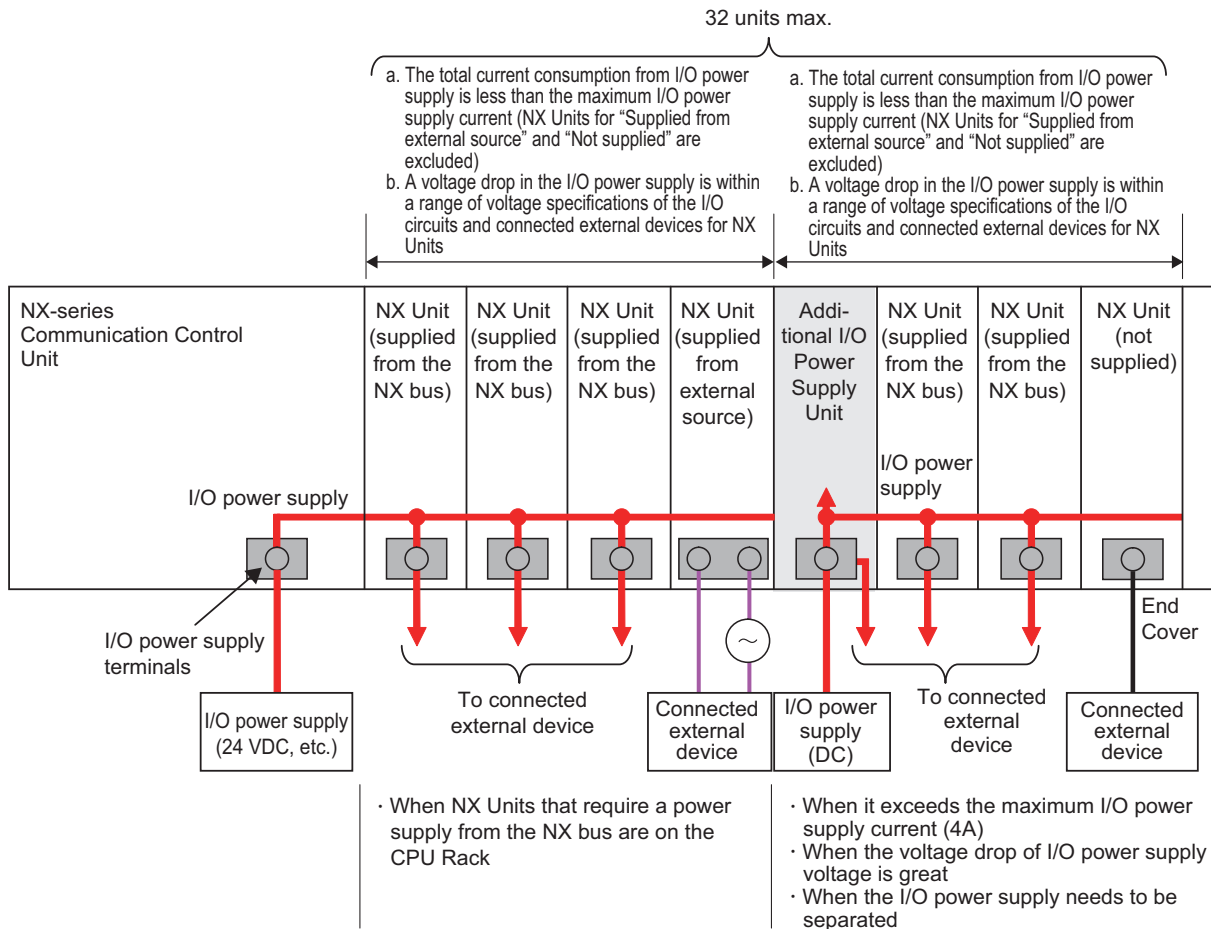 32 units max.
a. The total current consumption from I/O power
supply is less than the maximum I/O power
supply current (NX Units for “Supplied from
external source” and “Not supplied” are
excluded)
b. A voltage drop in the I/O power supply is within
a range of voltage specifications of the I/O
circuits and connected external devices for NX
Units
a. The total current consumption from I/O power
supply is less than the maximum I/O power
supply current (NX Units for “Supplied from
external source” and “Not supplied” are
excluded)
b. A voltage drop in the I/O power supply is within
a range of voltage specifications of the I/O
circuits and connected external devices for NX
Units
NX-series
Communication Control
Unit
NX Unit
(supplied
from the
NX bus)
NX Unit
(supplied
from the
NX bus)
NX Unit
(supplied
from the
NX bus)
NX Unit
(supplied
from
external
source)
Addi-
tional I/O
Power
Supply
Unit
NX Unit
(supplied
from the
NX bus)
NX Unit
(supplied
from the
NX bus)
NX Unit
(not
supplied)
I/O power supply
I/O power
supply
I/O power supply
terminals
End
Cover
I/O power supply
(24 VDC, etc.)
To connected
external device
~
Connected
external
device
I/O power
supply
(DC)
To connected
external
device
Connected
external
device
· When NX Units that require a power
supply from the NX bus are on the
CPU Rack
· When it exceeds the maximum I/O power
supply current (4A)
· When the voltage drop of I/O power supply
voltage is great
· When the I/O power supply needs to be
separated